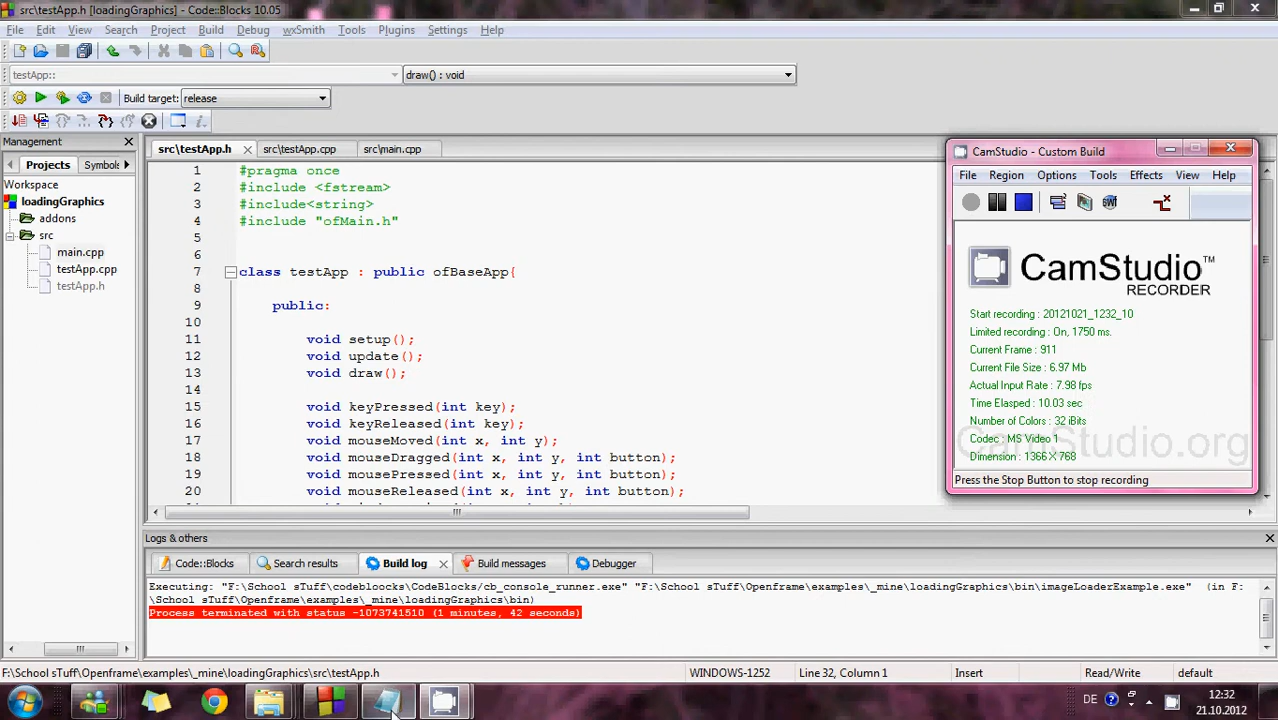 src\testApp.h [loadingGraphics] - Code::Blocks 10.05
File Edit View Search Project Build Debug wxSmith Tools Plugins Settings Help
testApp:: draw() : void
Build target: release
Management
Projects Symbols
Workspace
loadingGraphics
addons
src
main.cpp
testApp.cpp
testApp.h
src\testApp.h src\testApp.cpp src\main.cpp
1 #pragma once
2 #include <fstream>
3 #include<string>
4 #include "ofMain.h"
5
6
7 class testApp : public ofBaseApp{
8
9 public:
10
11 void setup();
12 void update();
13 void draw();
14
15 void keyPressed(int key);
16 void keyReleased(int key);
17 void mouseMoved(int x, int y);
18 void mouseDragged(int x, int y, int button);
19 void mousePressed(int x, int y, int button);
20 void mouseReleased(int x, int y, int button);
CamStudio - Custom Build
File Region Options Tools Effects View Help
CamStudio™
RECORDER
Start recording : 20121021_1232_10
Limited recording : On, 1750 ms.
Current Frame : 911
Current File Size : 6.97 Mb
Actual Input Rate : 7.98 fps
Time Elasped : 10.03 sec
Number of Colors : 32 iBits
Codec : MS Video 1
Dimension : 1366 X 768
CamStudio.org
Press the Stop Button to stop recording
Logs & others
Code::Blocks Search results Build log Build messages Debugger
Executing: "F:\School sTuff\codebloocks\CodeBlocks/cb_console_runner.exe" "F:\School sTuff\Openframe\examples\_mine\loadingGraphics\bin\imageLoaderExample.exe" (in F:
\School sTuff\Openframe\examples\_mine\loadingGraphics\bin)
Process terminated with status -1073741510 (1 minutes, 42 seconds)
F:\School sTuff\Openframe\examples\_mine\loadingGraphics\src\testApp.h WINDOWS-1252 Line 32, Column 1 Insert Read/Write default
DE 12:32
21.10.2012